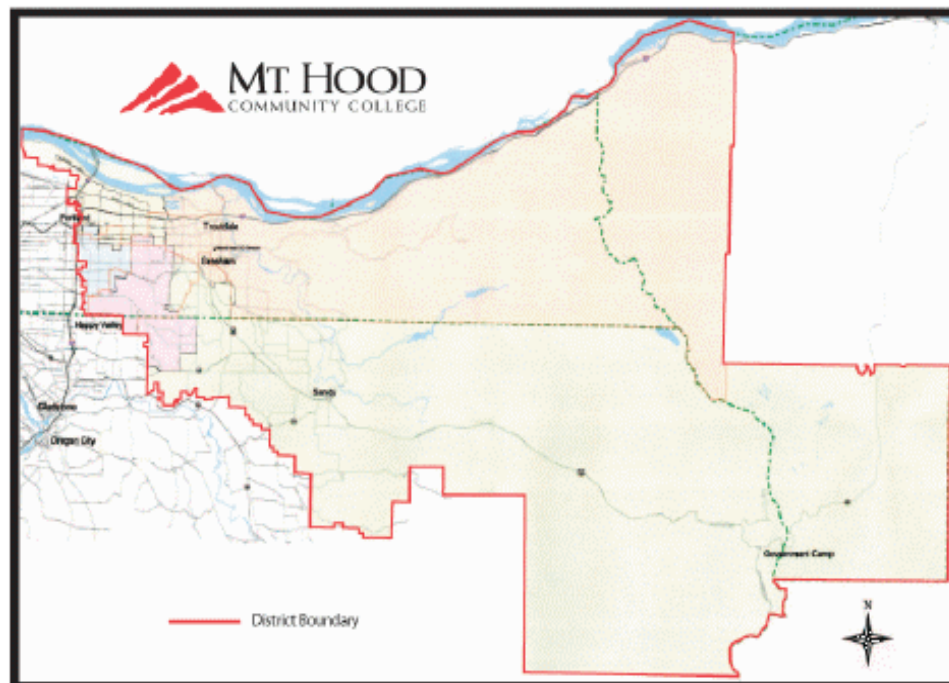 MT. HOOD
COMMUNITY COLLEGE
Portland
Troutdale
Gresham
Happy Valley
Gladstone
Sandy
Oregon City
Government Camp
District Boundary
N